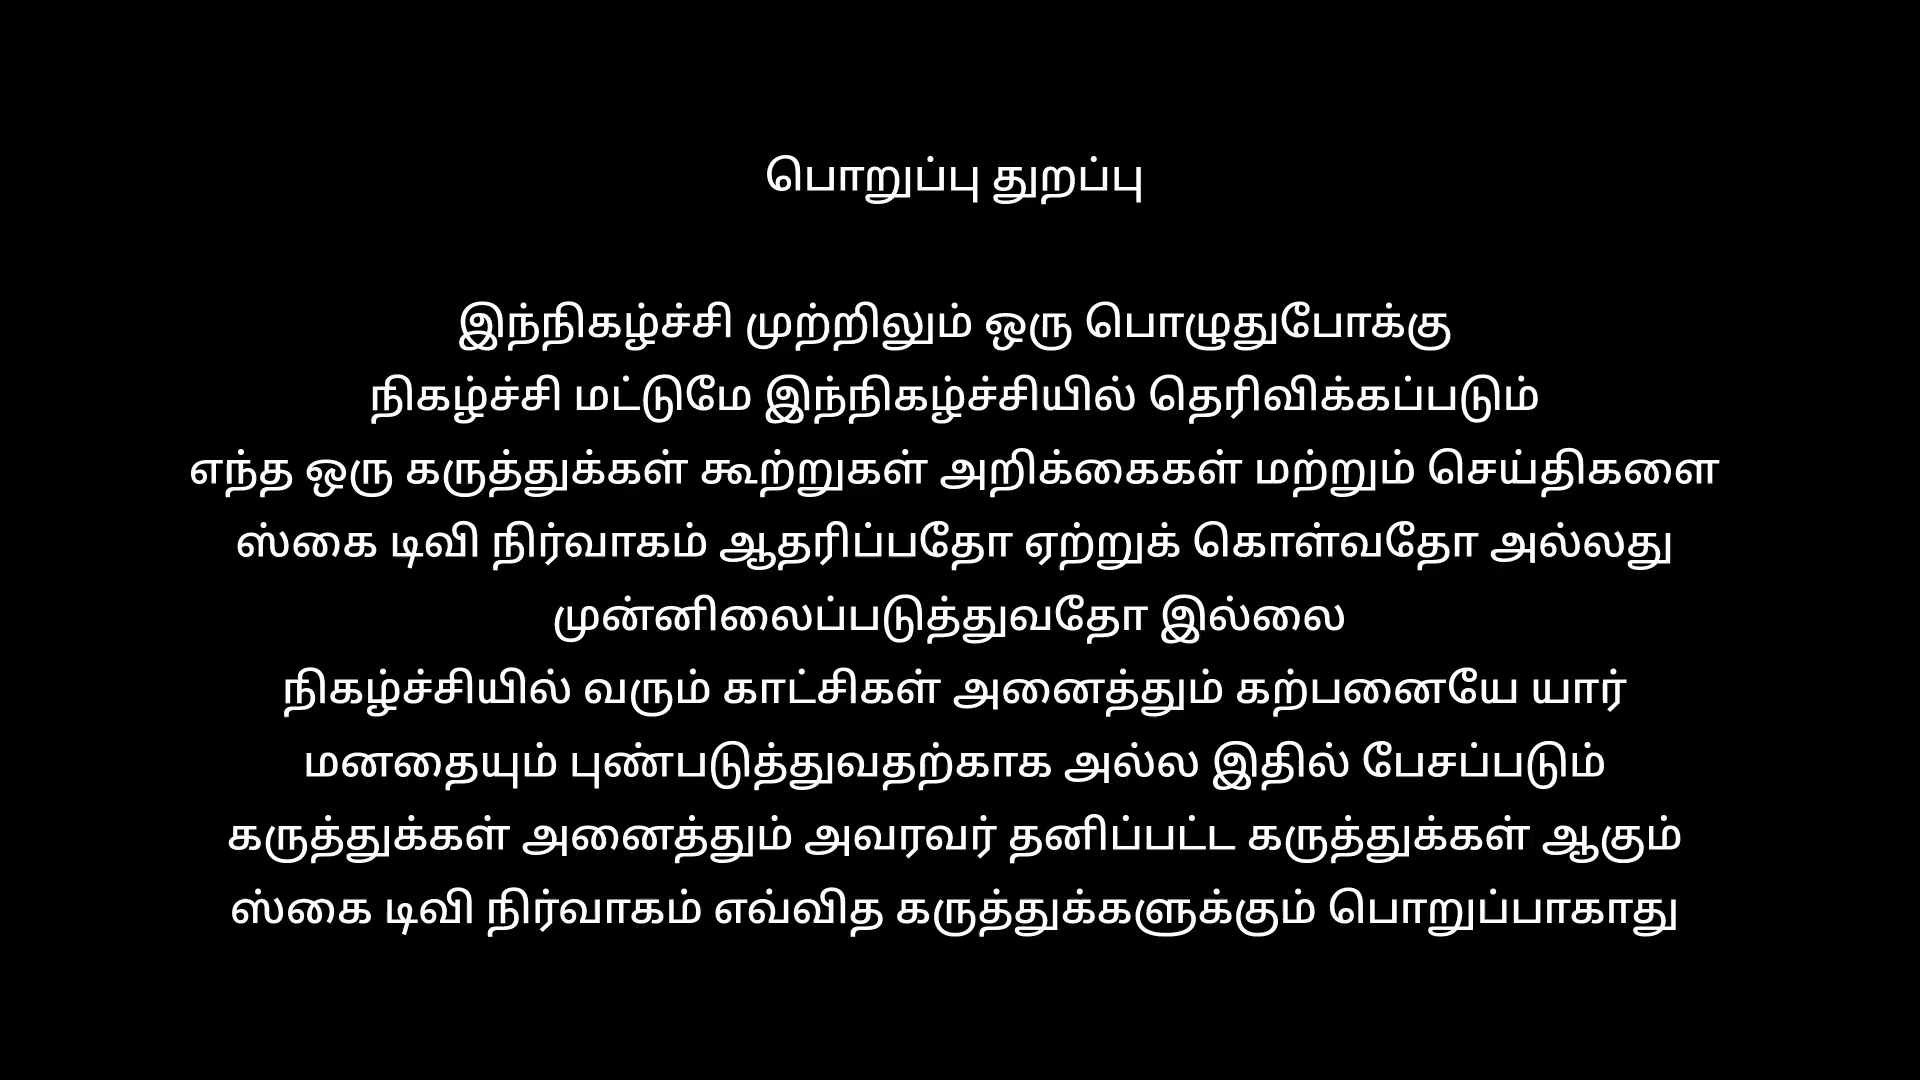 பொறுப்பு துறப்பு
இந்நிகழ்ச்சி முற்றிலும் ஒரு பொழுதுபோக்கு
நிகழ்ச்சி மட்டுமே இந்நிகழ்ச்சியில் தெரிவிக்கப்படும்
எந்த ஒரு கருத்துக்கள் கூற்றுகள் அறிக்கைகள் மற்றும் செய்திகளை
ஸ்கை டிவி நிர்வாகம் ஆதரிப்பதோ ஏற்றுக் கொள்வதோ அல்லது
முன்னிலைப்படுத்துவதோ இல்லை
நிகழ்ச்சியில் வரும் காட்சிகள் அனைத்தும் கற்பனையே யார்
மனதையும் புண்படுத்துவதற்காக அல்ல இதில் பேசப்படும்
கருத்துக்கள் அனைத்தும் அவரவர் தனிப்பட்ட கருத்துக்கள் ஆகும்
ஸ்கை டிவி நிர்வாகம் எவ்வித கருத்துக்களுக்கும் பொறுப்பாகாது